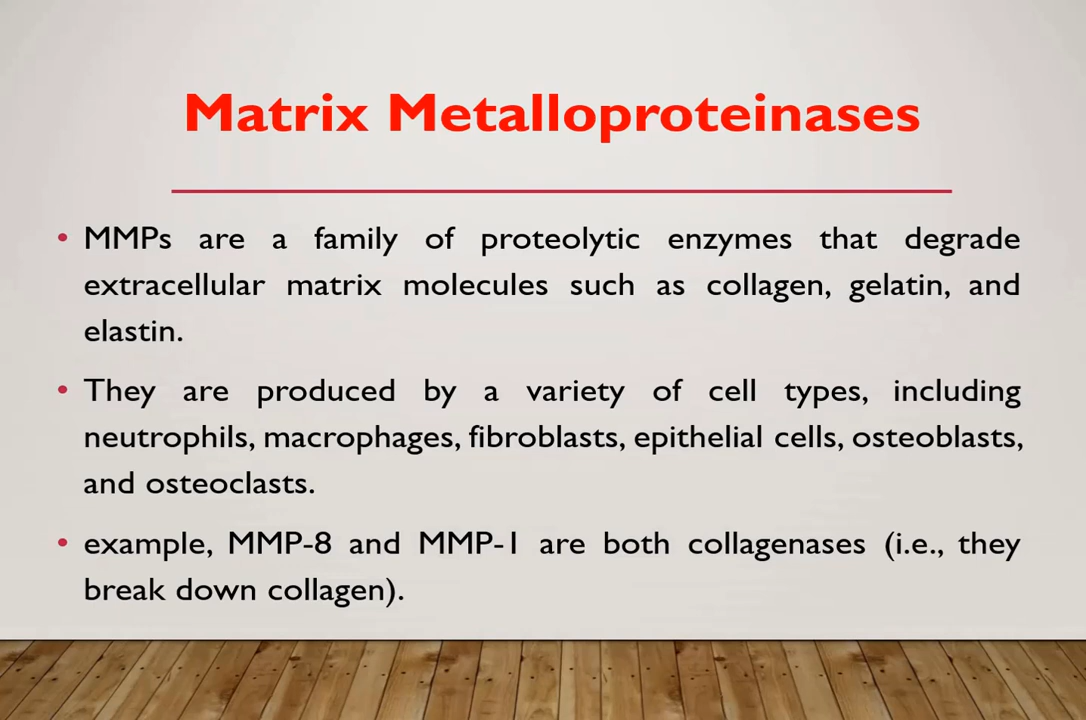 Matrix Metalloproteinases
• MMPs are a family of proteolytic enzymes that degrade
extracellular matrix molecules such as collagen, gelatin, and
elastin.
• They are produced by a variety of cell types, including
neutrophils, macrophages, fibroblasts, epithelial cells, osteoblasts,
and osteoclasts.
• example, MMP-8 and MMP-1 are both collagenases (i.e., they
break down collagen).